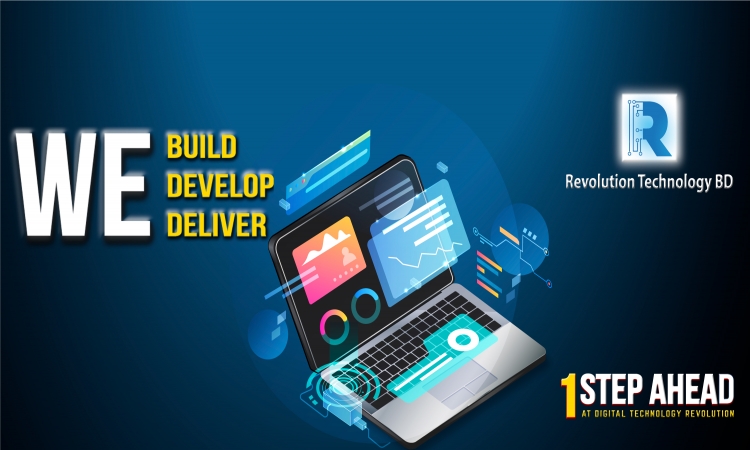 WE
BUILD
DEVELOP
DELIVER
R
Revolution Technology BD
1 STEP AHEAD
AT DIGITAL TECHNOLOGY REVOLUTION